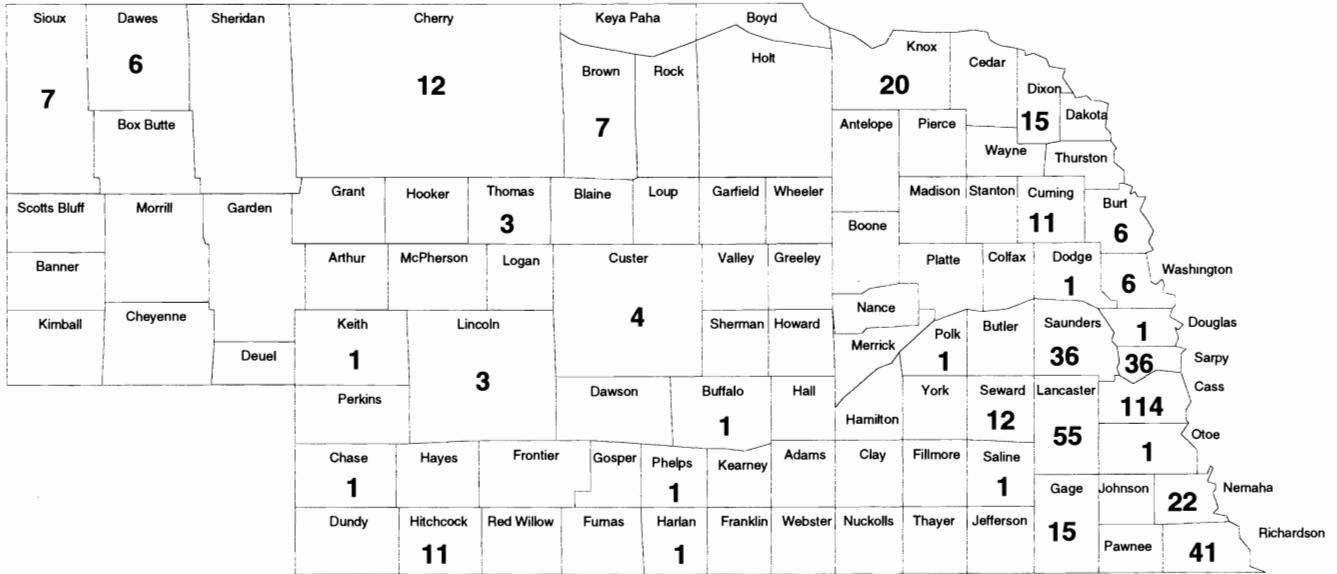 Sioux Dawes Sheridan Cherry Keya Paha Boyd
Knox
Holt Cedar
6 Brown Rock
7 12 20 Dixon
Dakota
Box Butte 7 Antelope Pierce 15
Wayne
Thurston
Grant Hooker Thomas Blaine Loup Garfield Wheeler Madison Stanton Cuming
Scotts Bluff Morrill Garden 3 11 Burt
Boone 6
Banner Arthur McPherson Logan Custer Valley Greeley Platte Colfax Dodge
Washington
1 6
Nance
Kimball Cheyenne Keith Lincoln 4 Sherman Howard Polk Butler Saunders 1 Douglas
Merrick
Deuel 1 1 36 36 Sarpy
3 Cass
Perkins Dawson Buffalo Hall York Seward Lancaster
114
1 Hamilton 12 55
Otoe
Chase Hayes Frontier Gosper Phelps Kearney Adams Clay Fillmore Saline 1
1 1 1 Gage Johnson Nemaha
22
Dundy Hitchcock Red Willow Furnas Harlan Franklin Webster Nuckolls Thayer Jefferson
15 Richardson
11 1 Pawnee 41